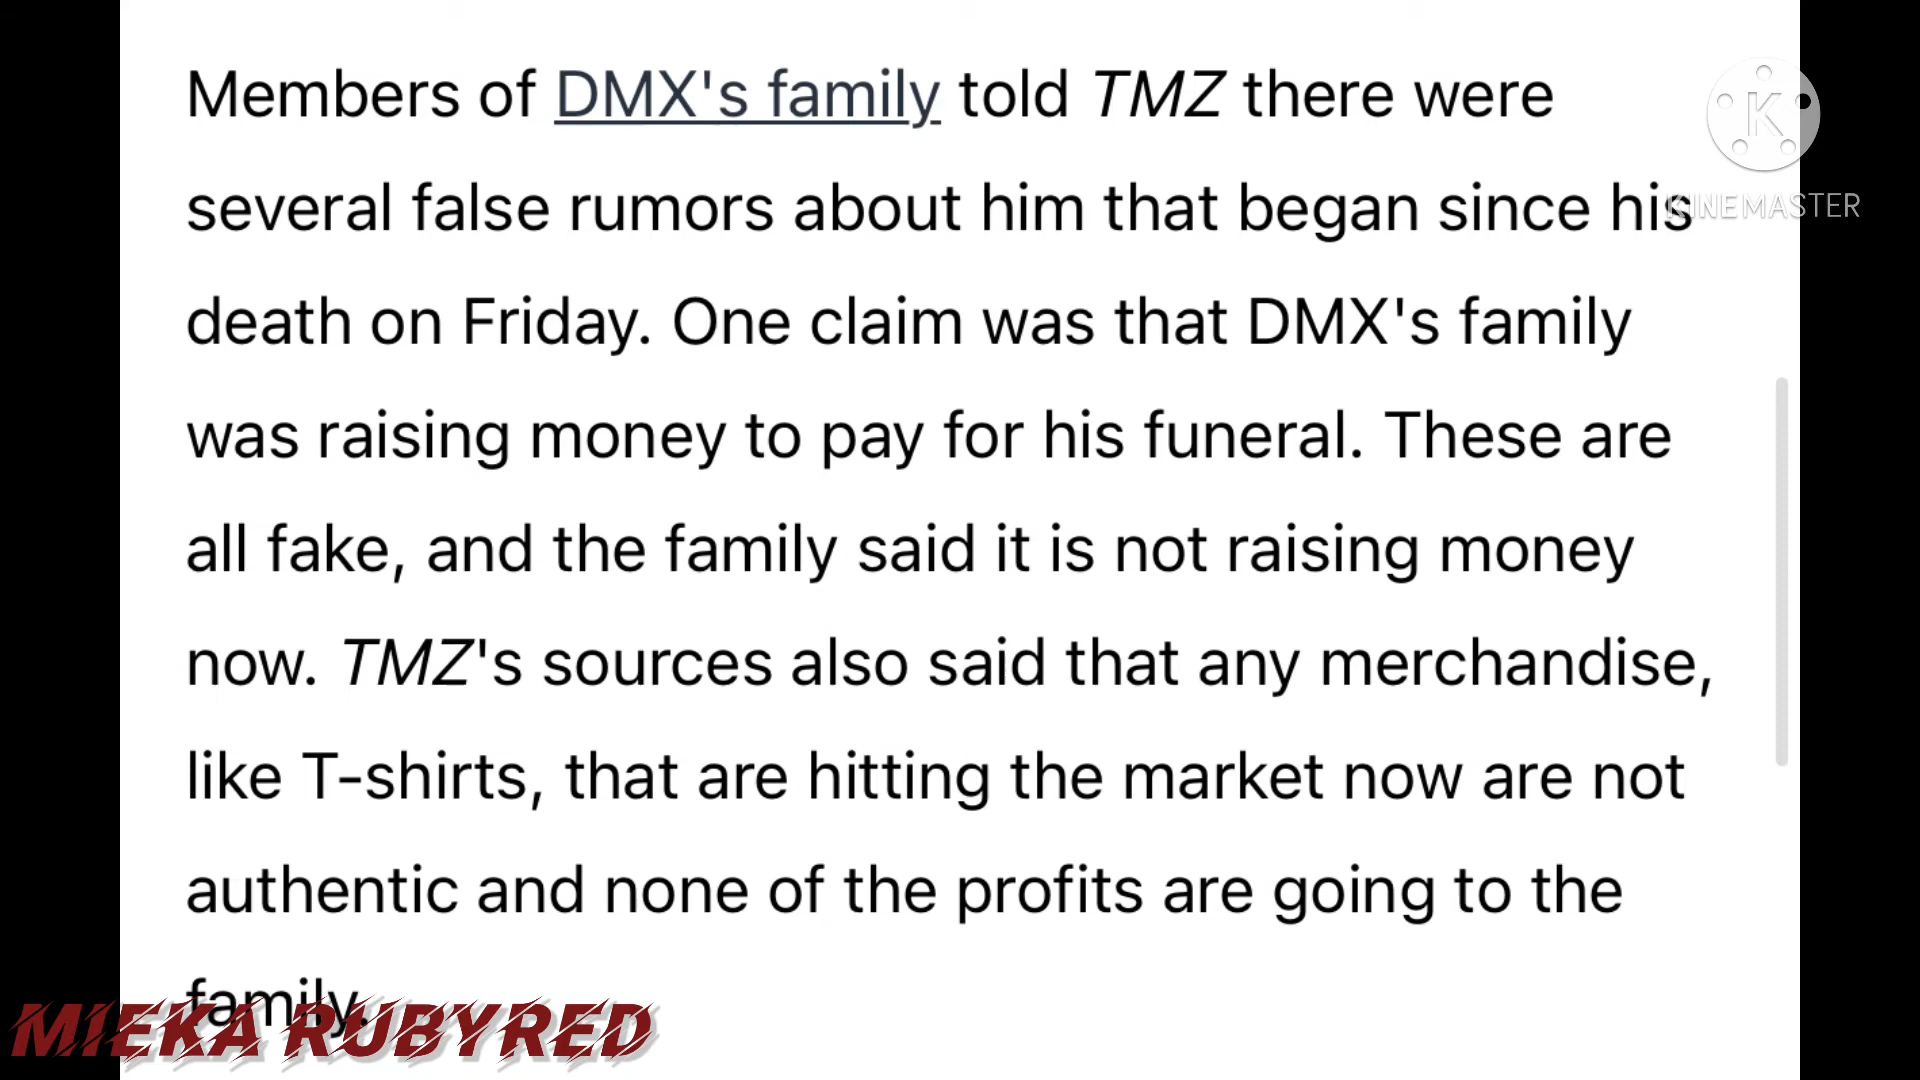 Members of DMX's family told TMZ there were
several false rumors about him that began since his
death on Friday. One claim was that DMX's family
was raising money to pay for his funeral. These are
all fake, and the family said it is not raising money
now. TMZ's sources also said that any merchandise,
like T-shirts, that are hitting the market now are not
authentic and none of the profits are going to the
family.
K
KINEMASTER
MIEKA RUBYRED